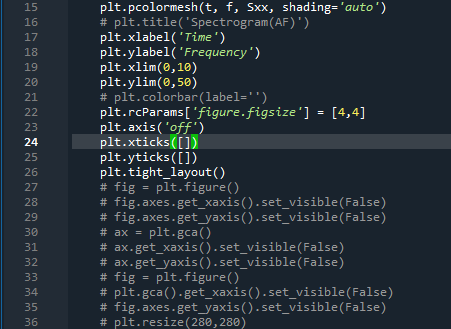 15 plt.pcolormesh(t, f, Sxx, shading='auto')
16 # plt.title('Spectrogram(AF)')
17 plt.xlabel('Time')
18 plt.ylabel('Frequency')
19 plt.xlim(0,10)
20 plt.ylim(0,50)
21 # plt.colorbar(label='')
22 plt.rcParams['figure.figsize'] = [4,4]
23 plt.axis('off')
24 plt.xticks([])
25 plt.yticks([])
26 plt.tight_layout()
27 # fig = plt.figure()
28 # fig.axes.get_xaxis().set_visible(False)
29 # fig.axes.get_yaxis().set_visible(False)
30 # ax = plt.gca()
31 # ax.get_xaxis().set_visible(False)
32 # ax.get_yaxis().set_visible(False)
33 # fig = plt.figure()
34 # plt.gca().get_xaxis().set_visible(False)
35 # fig.axes.get_yaxis().set_visible(False)
36 # plt.resize(280,280)